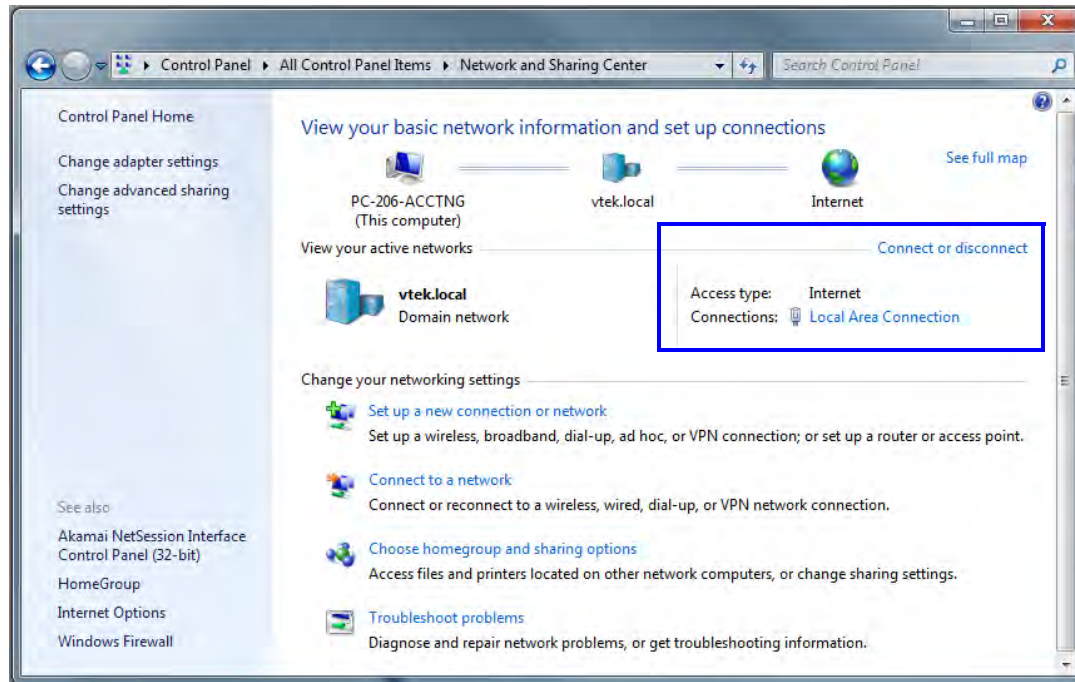 Control Panel ▸ All Control Panel Items ▸ Network and Sharing Center
Search Control Panel
Control Panel Home
Change adapter settings
Change advanced sharing
settings
See also
Akamai NetSession Interface
Control Panel (32-bit)
HomeGroup
Internet Options
Windows Firewall
View your basic network information and set up connections
See full map
PC-206-ACCTNG
(This computer)
vtek.local
Internet
View your active networks
Connect or disconnect
vtek.local
Domain network
Access type: Internet
Connections: Local Area Connection
Change your networking settings
Set up a new connection or network
Set up a wireless, broadband, dial-up, ad hoc, or VPN connection; or set up a router or access point.
Connect to a network
Connect or reconnect to a wireless, wired, dial-up, or VPN network connection.
Choose homegroup and sharing options
Access files and printers located on other network computers, or change sharing settings.
Troubleshoot problems
Diagnose and repair network problems, or get troubleshooting information.